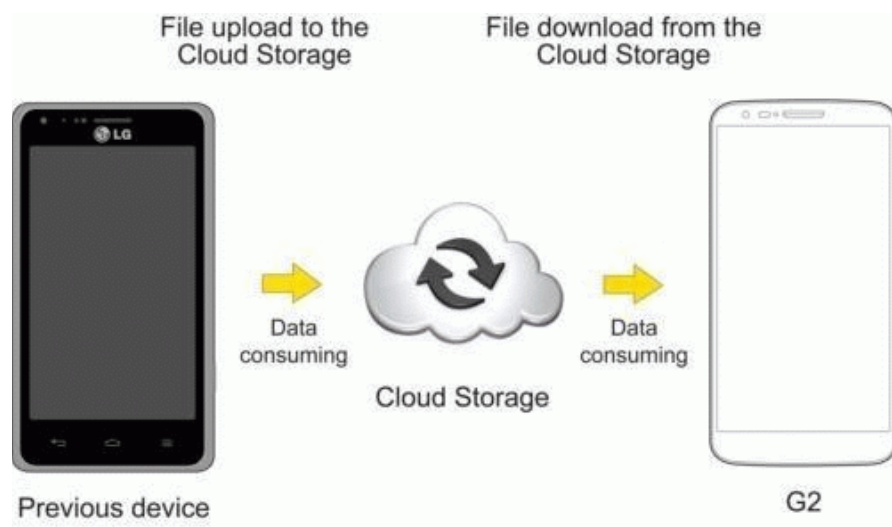 File upload to the
Cloud Storage
File download from the
Cloud Storage
LG
Data
consuming
Data
consuming
Cloud Storage
Previous device
G2